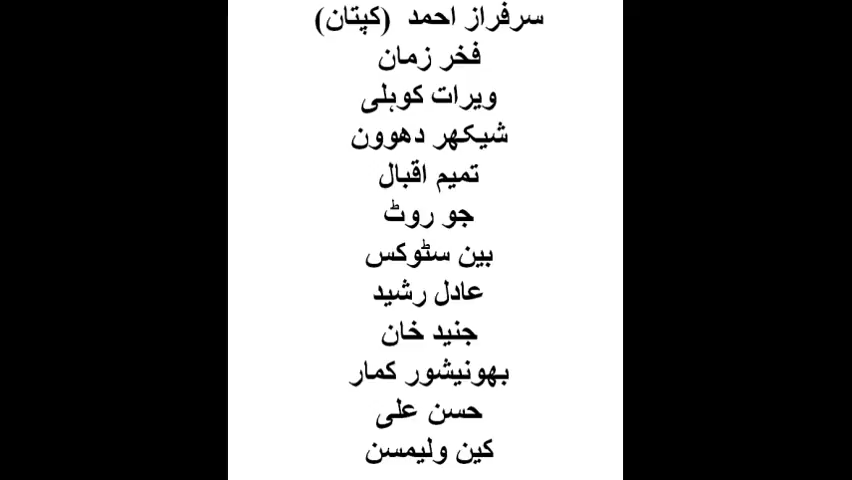 سرفراز احمد (کپتان)
فخر زمان
ویرات کوہلی
شیکھر دھوون
تمیم اقبال
جو روٹ
بین سٹوکس
عادل رشید
جنید خان
بھونیشور کمار
حسن علی
کین ولیمسن